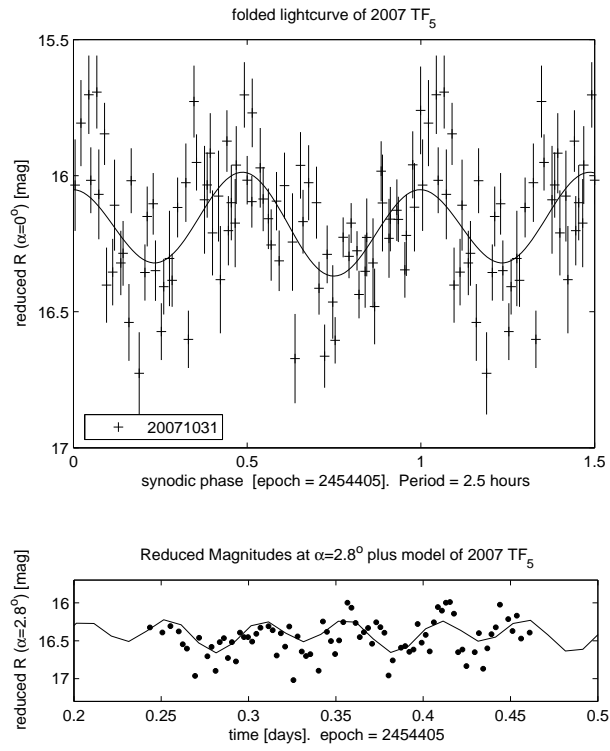 folded lightcurve of 2007 TF5
reduced R (α=0°) [mag]
15.5
16
16.5
17
20071031
0 0.5 1 1.5
synodic phase [epoch = 2454405]. Period = 2.5 hours
Reduced Magnitudes at α=2.8° plus model of 2007 TF5
reduced R (α=2.8°) [mag]
16
16.5
17
0.2 0.25 0.3 0.35 0.4 0.45 0.5
time [days]. epoch = 2454405